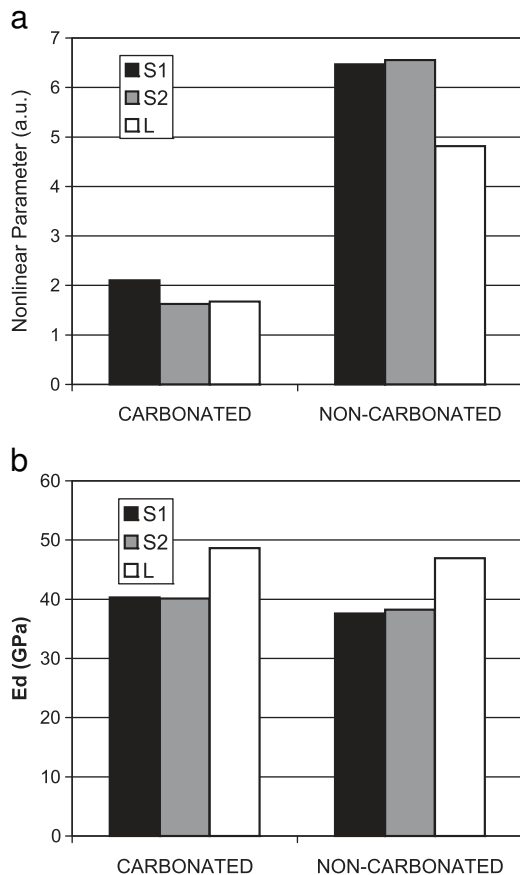 a
Nonlinear Parameter (a.u.)
7
6
5
4
3
2
1
0
S1
S2
L
CARBONATED NON-CARBONATED
b
Ed (GPa)
60
50
40
30
20
10
0
S1
S2
L
CARBONATED NON-CARBONATED